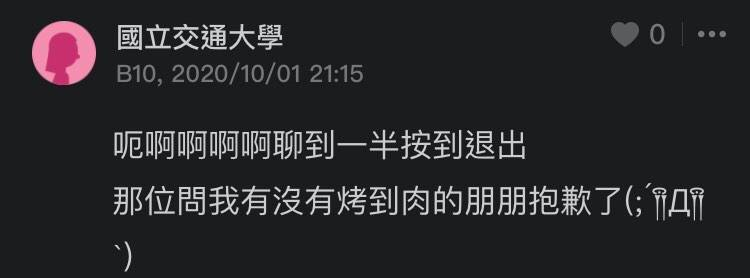 國立交通大學
0
B10, 2020/10/01 21:15
呃啊啊啊啊聊到一半按到退出
那位問我有沒有烤到肉的朋朋抱歉了(;´༎ຶД༎ຶ
`)